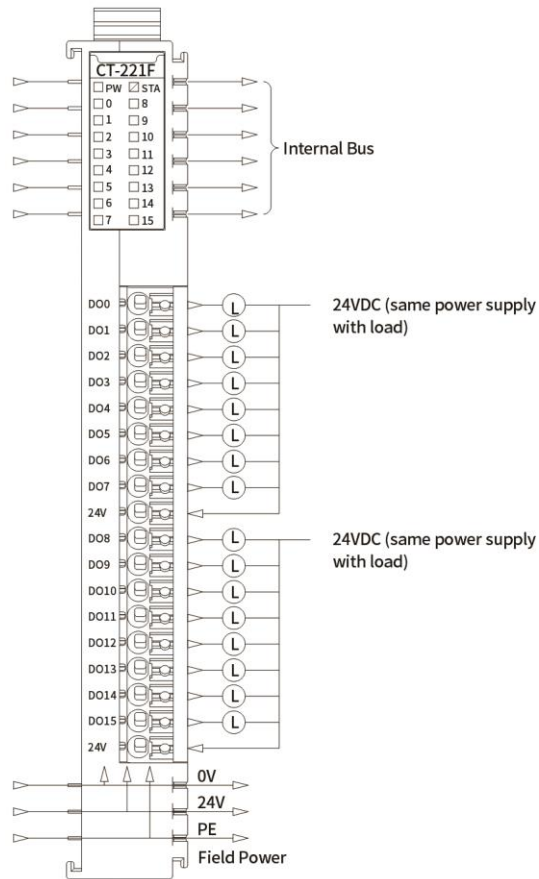 CT-221F
PW STA
0 8
1 9
2 10
3 11
4 12
5 13
6 14
7 15
Internal Bus
DO0 L
24VDC (same power supply
with load)
DO1 L
DO2 L
DO3 L
DO4 L
DO5 L
DO6 L
DO7 L
24V
DO8 L
24VDC (same power supply
with load)
DO9 L
DO10 L
DO11 L
DO12 L
DO13 L
DO14 L
DO15 L
24V
0V
24V
PE
Field Power